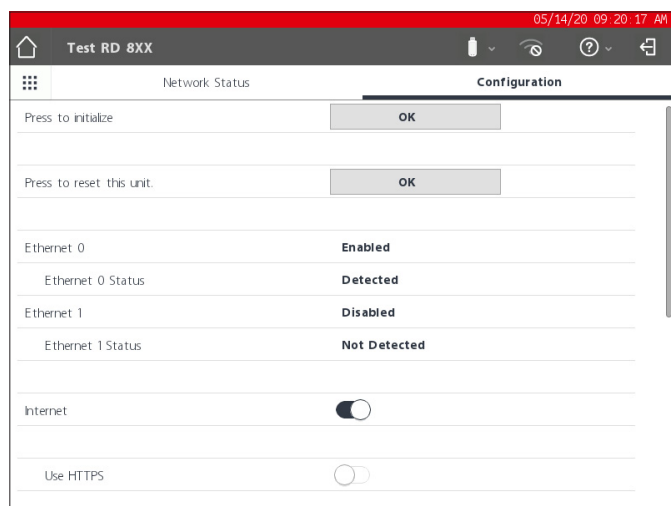 05/14/20 09:20:17 AM
Test RD 8XX
Network Status Configuration
Press to initialize OK
Press to reset this unit. OK
Ethernet 0 Enabled
Ethernet 0 Status Detected
Ethernet 1 Disabled
Ethernet 1 Status Not Detected
Internet
Use HTTPS